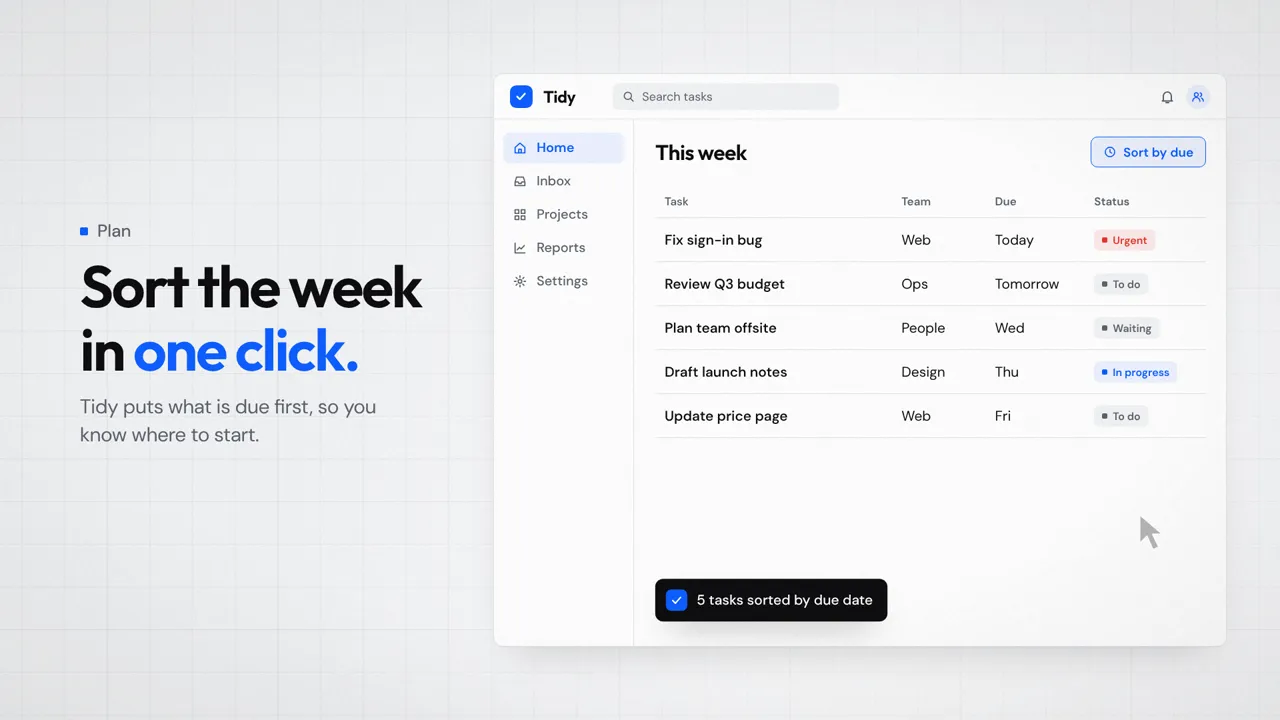 Plan
Sort the week
in one click.
Tidy puts what is due first, so you
know where to start.
Tidy
Search tasks
Home
Inbox
Projects
Reports
Settings
This week
Sort by due
Task Team Due Status
Fix sign-in bug Web Today Urgent
Review Q3 budget Ops Tomorrow To do
Plan team offsite People Wed Waiting
Draft launch notes Design Thu In progress
Update price page Web Fri To do
5 tasks sorted by due date